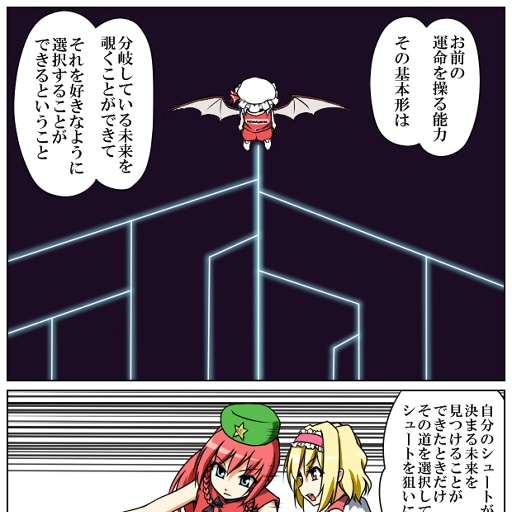 お前の
運命を操る能力
その基本形は
分岐している未来を
覗くことができて
それを好きなように
選択することが
できるということ
自分のシュートが
決まる未来を
見つけることが
できたときだけ
その道を選択して
シュートを狙いに